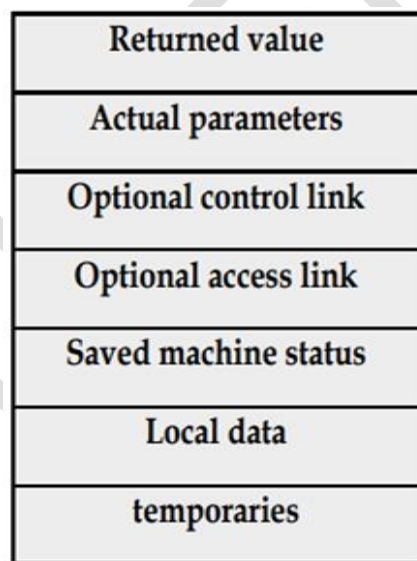 Returned value
Actual parameters
Optional control link
Optional access link
Saved machine status
Local data
temporaries